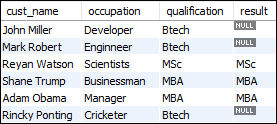 cust_name occupation qualification result
John Miller Developer Btech NULL
Mark Robert Engineer Btech NULL
Reyan Watson Scientists MSc MSc
Shane Trump Businessman MBA MBA
Adam Obama Manager MBA MBA
Rincky Ponting Cricketer Btech NULL